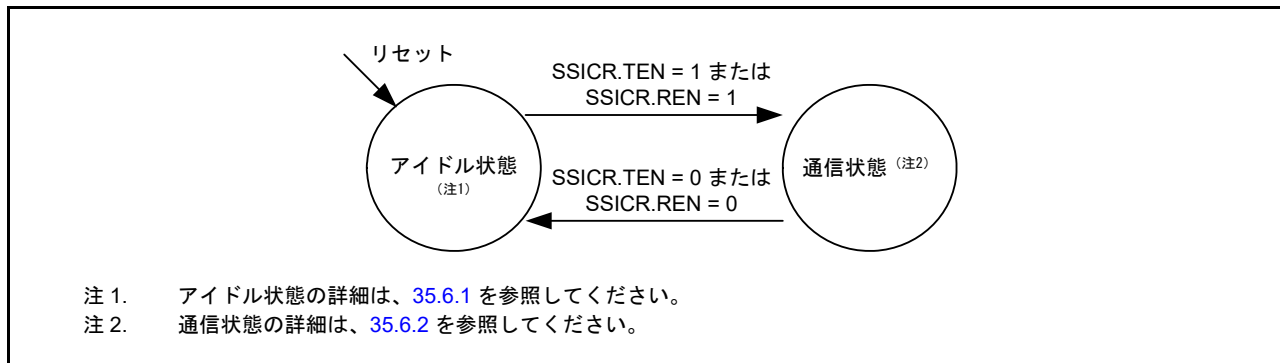 リセット
SSICR.TEN = 1 または
SSICR.REN = 1
アイドル状態
(注1)
通信状態 (注2)
SSICR.TEN = 0 または
SSICR.REN = 0
注 1. アイドル状態の詳細は、35.6.1 を参照してください。
注 2. 通信状態の詳細は、35.6.2 を参照してください。